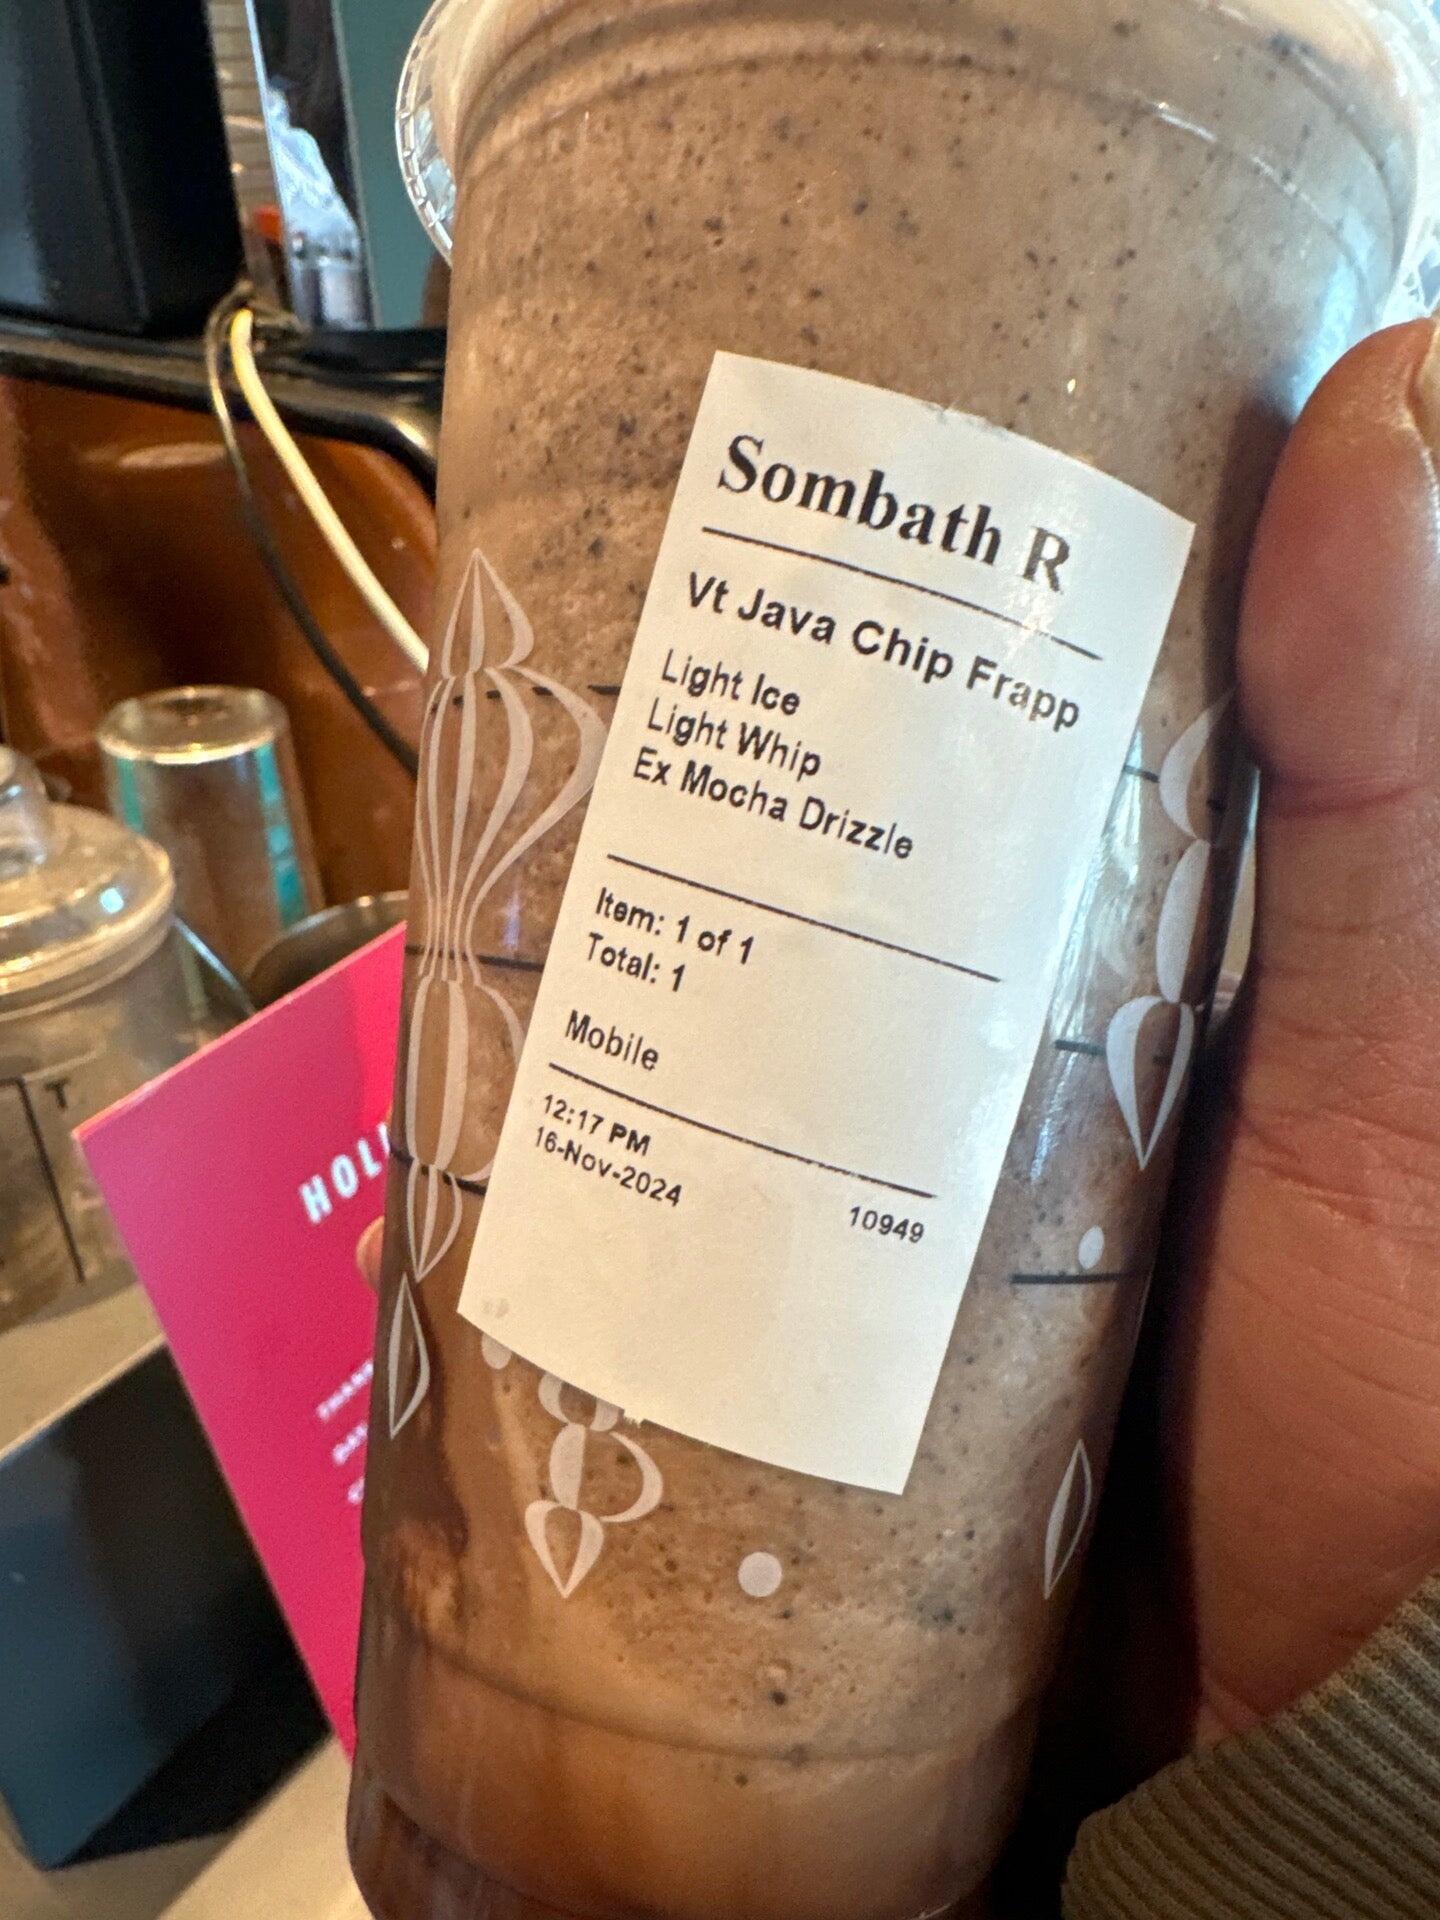 Sombath R
Vt Java Chip Frapp
Light Ice
Light Whip
Ex Mocha Drizzle
Item: 1 of 1
Total: 1
Mobile
12:17 PM
16-Nov-2024
10949
T